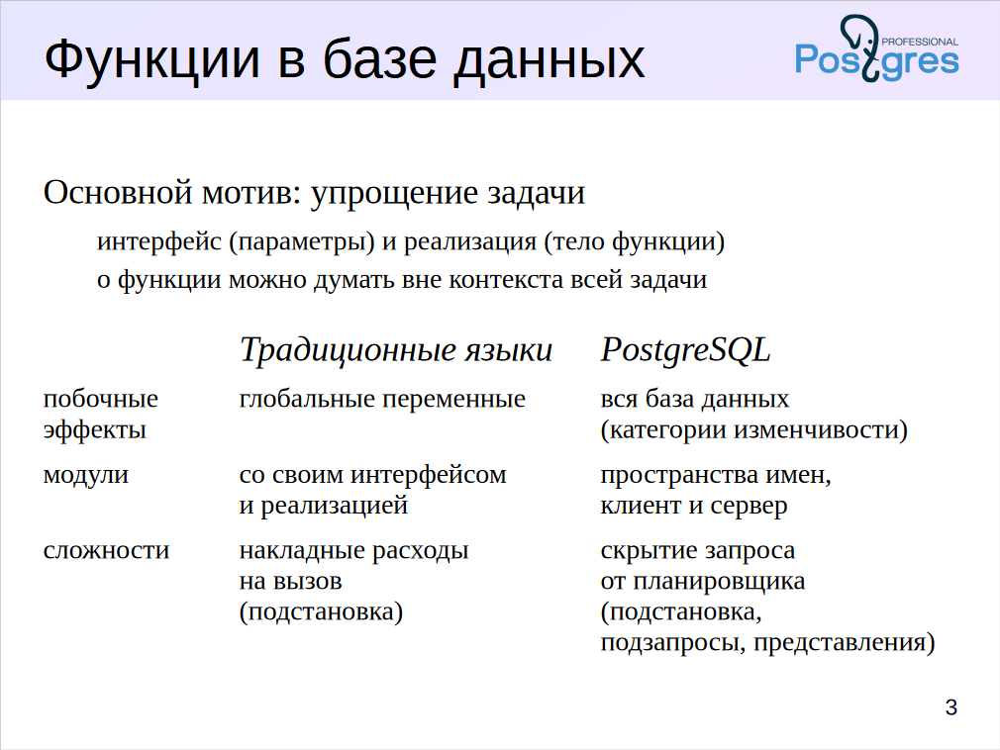 Функции в базе данных
PROFESSIONAL
Postgres
Основной мотив: упрощение задачи
интерфейс (параметры) и реализация (тело функции)
о функции можно думать вне контекста всей задачи
Традиционные языки PostgreSQL
побочные глобальные переменные вся база данных
эффекты (категории изменчивости)
модули со своим интерфейсом пространства имен,
и реализацией клиент и сервер
сложности накладные расходы скрытие запроса
на вызов от планировщика
(подстановка) (подстановка,
подзапросы, представления)
3